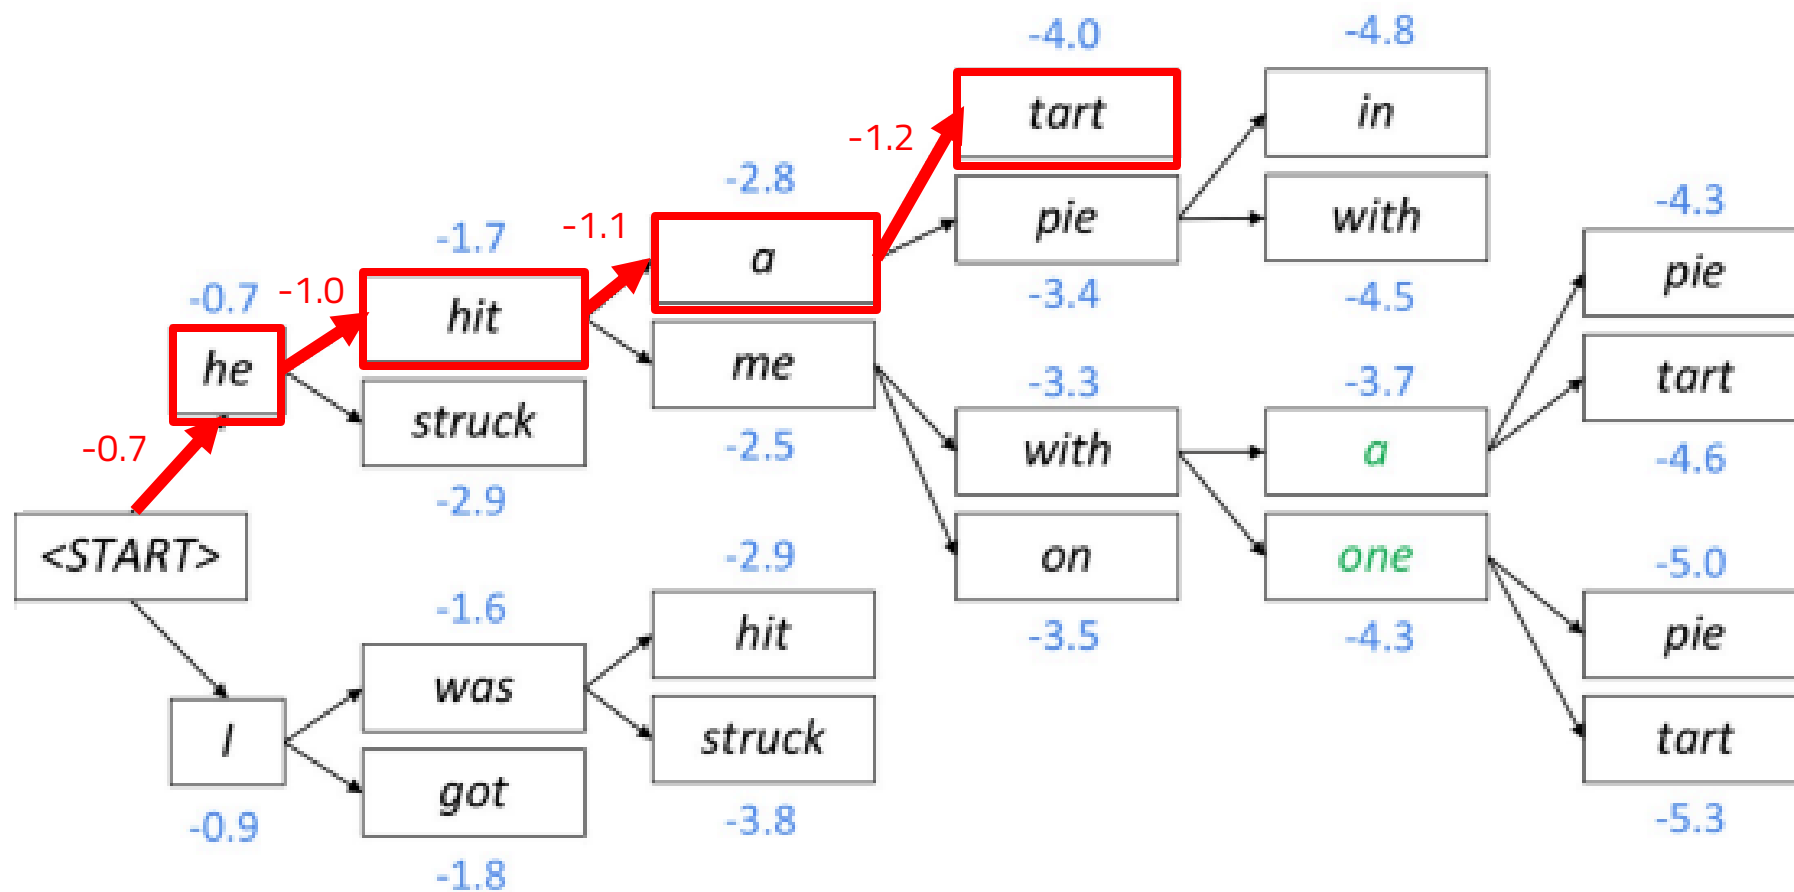 -4.0
-4.8
tart
in
-1.2
-2.8
pie
with
-4.3
-1.7
-1.1
a
-3.4
-4.5
pie
-0.7
-1.0
hit
he
me
-3.3
-3.7
tart
struck
-2.5
with
a
-4.6
-0.7
-2.9
<START>
-2.9
on
one
-5.0
-1.6
hit
-3.5
-4.3
pie
was
I
struck
tart
got
-0.9
-3.8
-5.3
-1.8